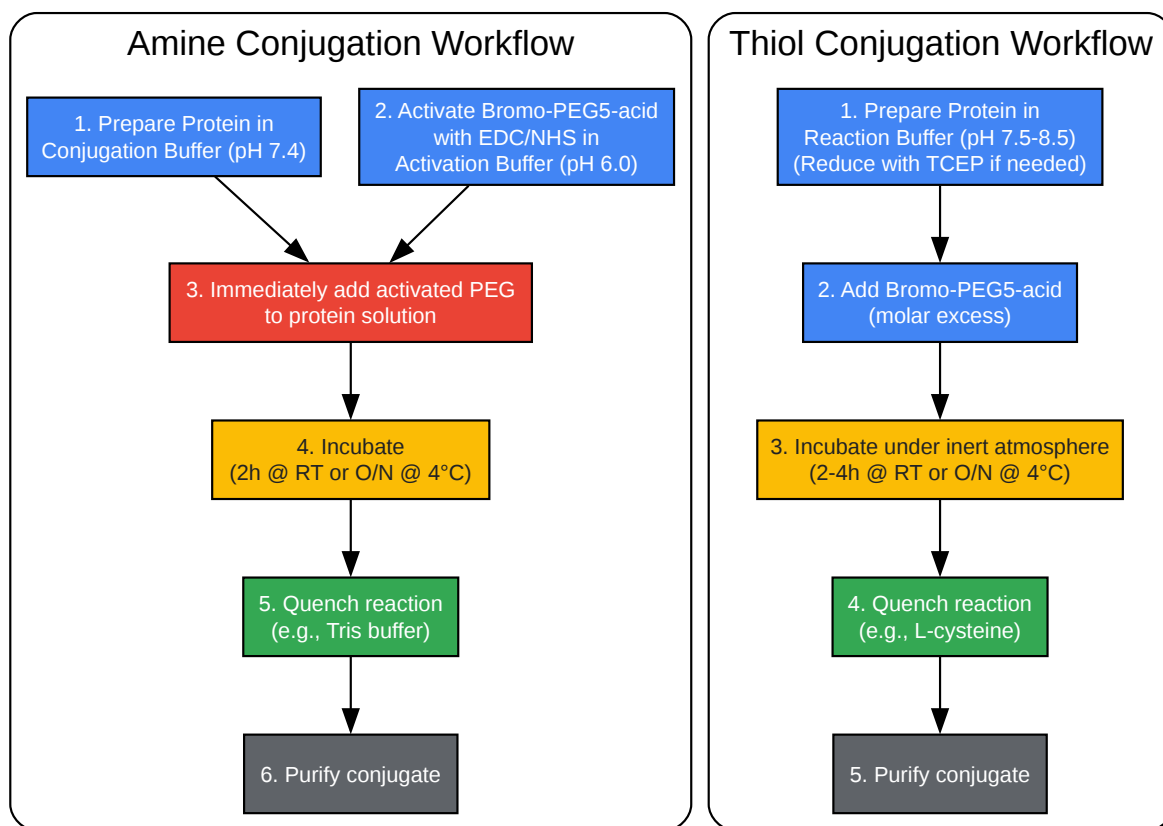 Amine Conjugation Workflow
1. Prepare Protein in
Conjugation Buffer (pH 7.4)
2. Activate Bromo-PEG5-acid
with EDC/NHS in
Activation Buffer (pH 6.0)
3. Immediately add activated PEG
to protein solution
4. Incubate
(2h @ RT or O/N @ 4°C)
5. Quench reaction
(e.g., Tris buffer)
6. Purify conjugate
Thiol Conjugation Workflow
1. Prepare Protein in
Reaction Buffer (pH 7.5-8.5)
(Reduce with TCEP if needed)
2. Add Bromo-PEG5-acid
(molar excess)
3. Incubate under inert atmosphere
(2-4h @ RT or O/N @ 4°C)
4. Quench reaction
(e.g., L-cysteine)
5. Purify conjugate